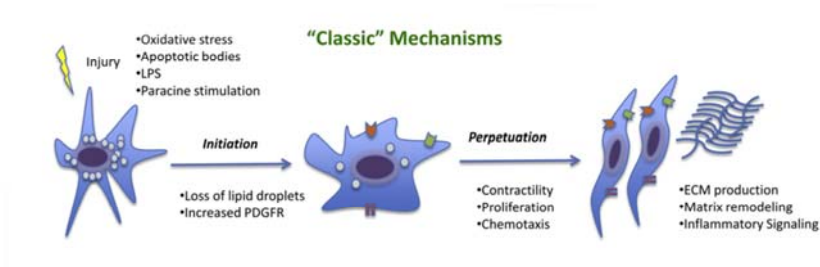 “Classic” Mechanisms
Injury
•Oxidative stress
•Apoptotic bodies
•LPS
•Paracine stimulation
Initiation
•Loss of lipid droplets
•Increased PDGFR
Perpetuation
•Contractility
•Proliferation
•Chemotaxis
•ECM production
•Matrix remodeling
•Inflammatory Signaling